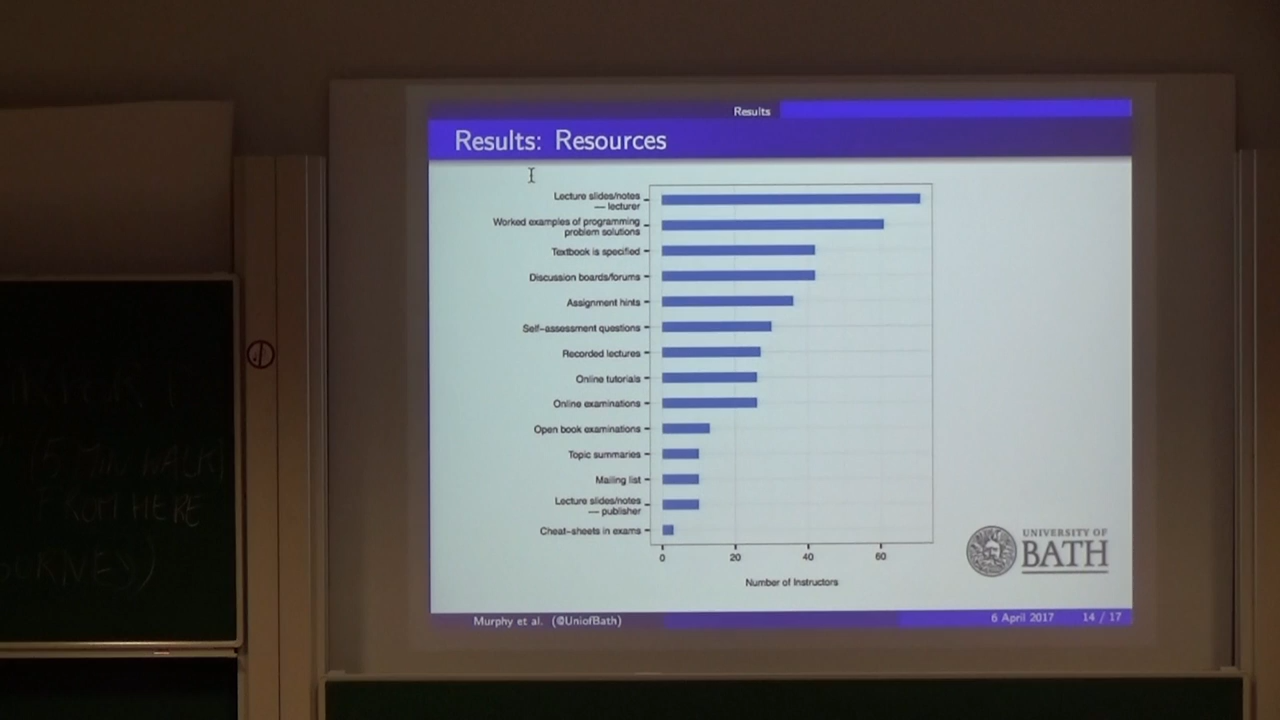 Results
Results: Resources
Lecture slides/notes
— lecturer
Worked examples of programming
problem solutions
Textbook is specified
Discussion boards/forums
Assignment hints
Self-assessment questions
Recorded lectures
Online tutorials
Online examinations
Open book examinations
Topic summaries
Mailing list
Lecture slides/notes
— publisher
Cheat-sheets in exams
0 20 40 60
Number of Instructors
UNIVERSITY OF
BATH
Murphy et al. (@UniofBath) 6 April 2017 14 / 17
WALK
FROM HERE